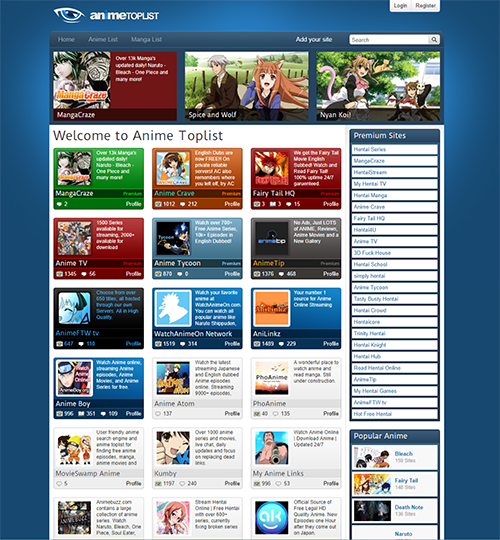 Login | Register
animeTOPLIST
Home Anime List Manga List Add your site Search
MangaCraze
Over 13k Manga's
updated daily! Naruto -
Bleach - One Piece and
many more!
Spice and Wolf
Nyan Koi!
Welcome to Anime Toplist
Over 13k Manga's
updated daily! Naruto -
Bleach - One Piece and
many more!
MangaCraze Premium
2 Profile
English Dubs are
now FREE!! On
private reliable
servers! AC also
remembers where
you left off, try AC
Anime Crave Premium
1012 212 Profile
We got the Fairy Tail
Movie English
Subbed! Watch and
Read Fairy Tail!
100% uptime 24/7
garunteed.
Fairy Tail HQ Premium
3 3 15 Profile
1500 Series
available for
streaming, 2000+
available for
download
Anime TV Premium
1345 56 Profile
Watch over 700+
Free Anime Series,
10k+ Episodes in
English Dubbed!
Anime Tycoon Premium
870 0 Profile
No Ads, Just LOTS
of ANIME, Reviews,
Anime Movies and a
New Gallery
AnimeTip Premium
1376 468 Profile
Choose from over
650 titles, all hosted
through our own
Servers. All is High
Quality
AnimeFTW tv
647 110 Profile
Watch your favorite
anime at
WatchAnimeOn.com
You can watch all
popular anime like
Naruto Shippuden,
WatchAnimeOn Network
1519 314 Profile
Your number 1
source for Anime
Online Streaming
AniLinkz
1489 229 Profile
Watch Anime online,
streaming Anime
episodes, Anime
Movies, and Anime
Series for free.
Anime Boy
996 351 109 Profile
Watch the latest
streaming Japanese
and English dubbed
Anime episodes
online. Streaming
9000+ episodes,
Anime Atom
137 Profile
A wonderful place to
watch anime and
read manga. Still
under construction.
PhoAnime
40 135 Profile
User friendly anime
search engine and
anime toplist for
finding free anime
episodes, manga,
anime movies and
MovieSwamp Anime
5 Profile
Over 1000 anime
series and movies,
live chat, daily
updates and focus
on replacing dead
links.
Kumby
1197 240 Profile
Watch Anime Online
| Download Anime |
Updated 24/7
My Anime Links
996 53 Profile
Animebuzz.com
contains a large
collection of anime
series. Watch
Naruto, Bleach, One
Piece, Soul Eater,
Stream Hentai
Online | Free Hentai
with over 600+
series, currently
fixing broken series
Official Source of
Free Legal HD
Quality Anime. New
Episodes One Hour
after they come out
on Japan.
Premium Sites
Hentai Series
MangaCraze
HentaiStream
My Hentai TV
Hentai Manga
Anime Crave
Fairy Tail HQ
Hentai4U
Anime TV
3D Fuck House
Hentai School
simply hentai
Anime Tycoon
Tasty Busty Hentai
Hentai Crowd
Hentaicore
Trinity Hentai
Hentai Knight
Hentai Hub
Read Hentai Online
AnimeTip
My Hentai Games
AnimeFTW.tv
Hot Free Hentai
Popular Anime
Bleach
159 Sites
Fairy Tail
148 Sites
Death Note
136 Sites
Naruto